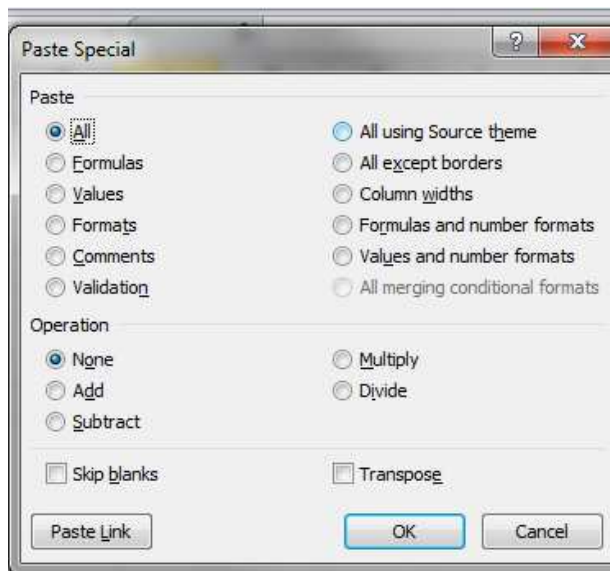 Paste Special
Paste
All
All using Source theme
Formulas
All except borders
Values
Column widths
Formats
Formulas and number formats
Comments
Values and number formats
Validation
All merging conditional formats
Operation
None
Multiply
Add
Divide
Subtract
Skip blanks
Transpose
Paste Link
OK
Cancel